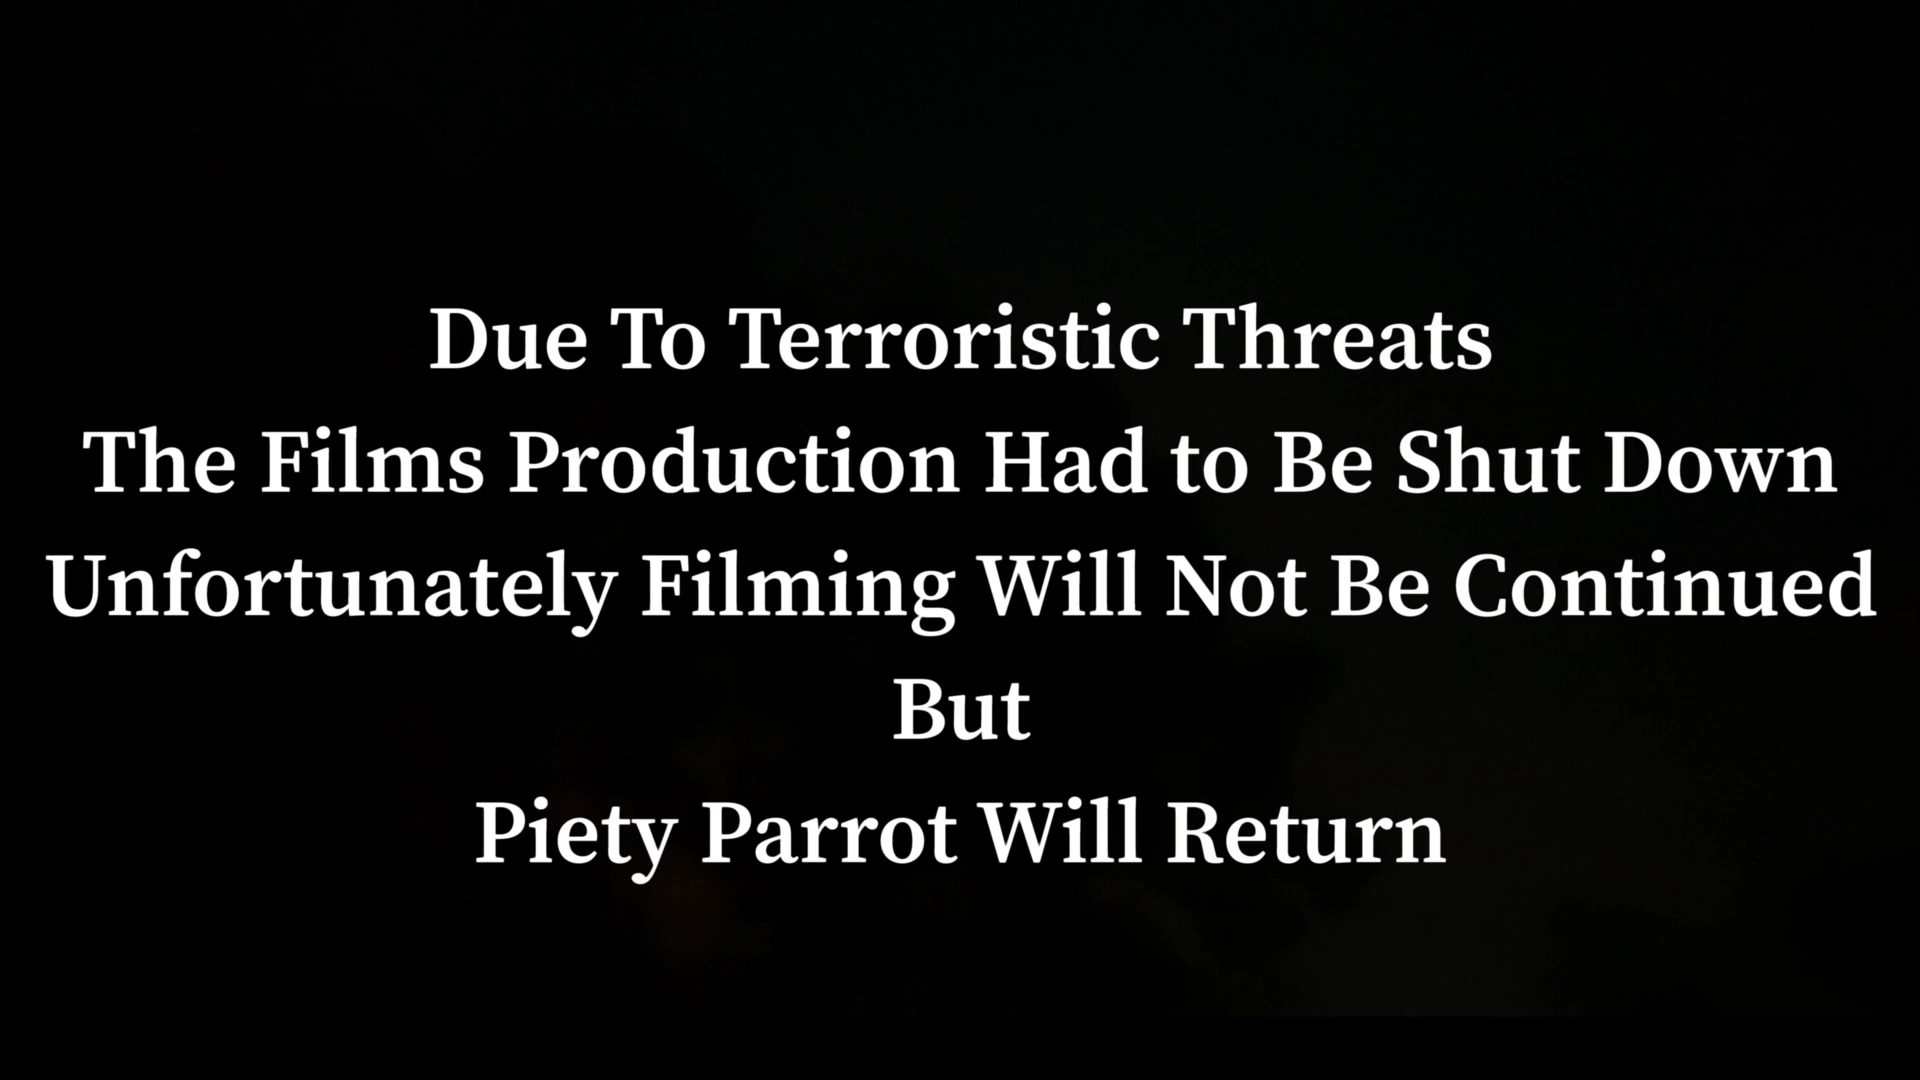 Due To Terroristic Threats
The Films Production Had to Be Shut Down
Unfortunately Filming Will Not Be Continued
But
Piety Parrot Will Return